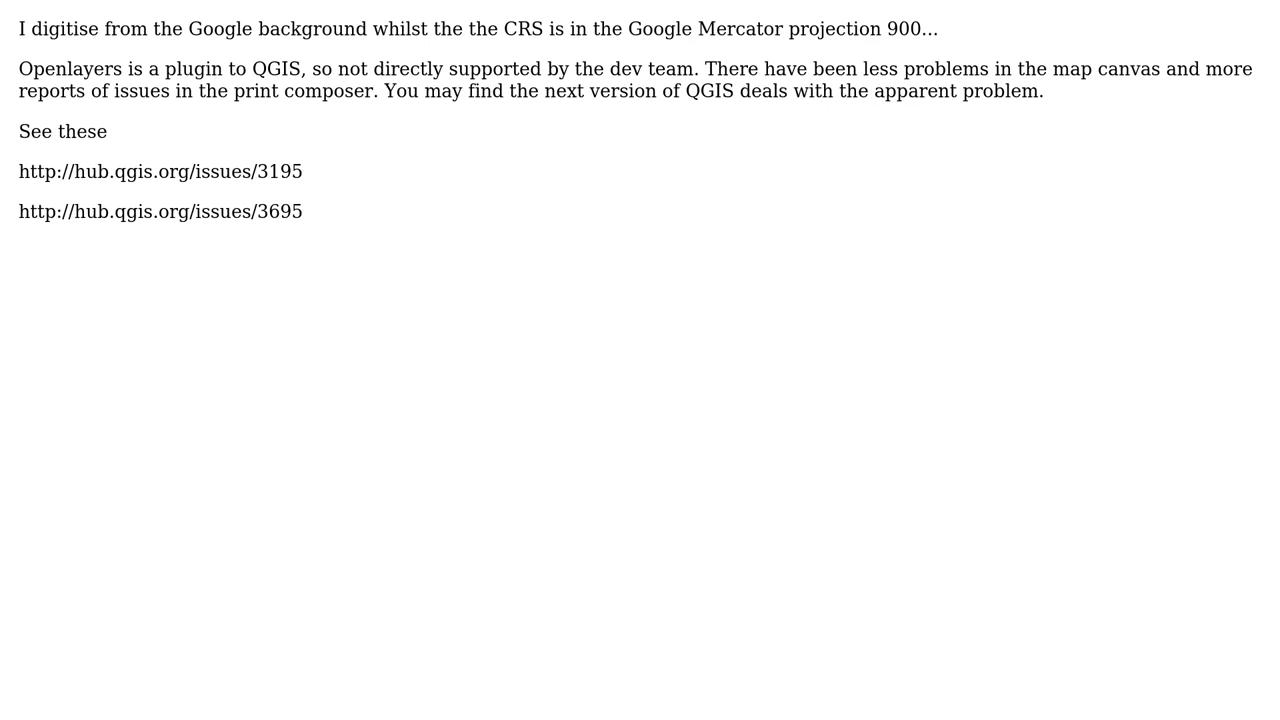 I digitise from the Google background whilst the the CRS is in the Google Mercator projection 900...
Openlayers is a plugin to QGIS, so not directly supported by the dev team. There have been less problems in the map canvas and more
reports of issues in the print composer. You may find the next version of QGIS deals with the apparent problem.
See these
http://hub.qgis.org/issues/3195
http://hub.qgis.org/issues/3695